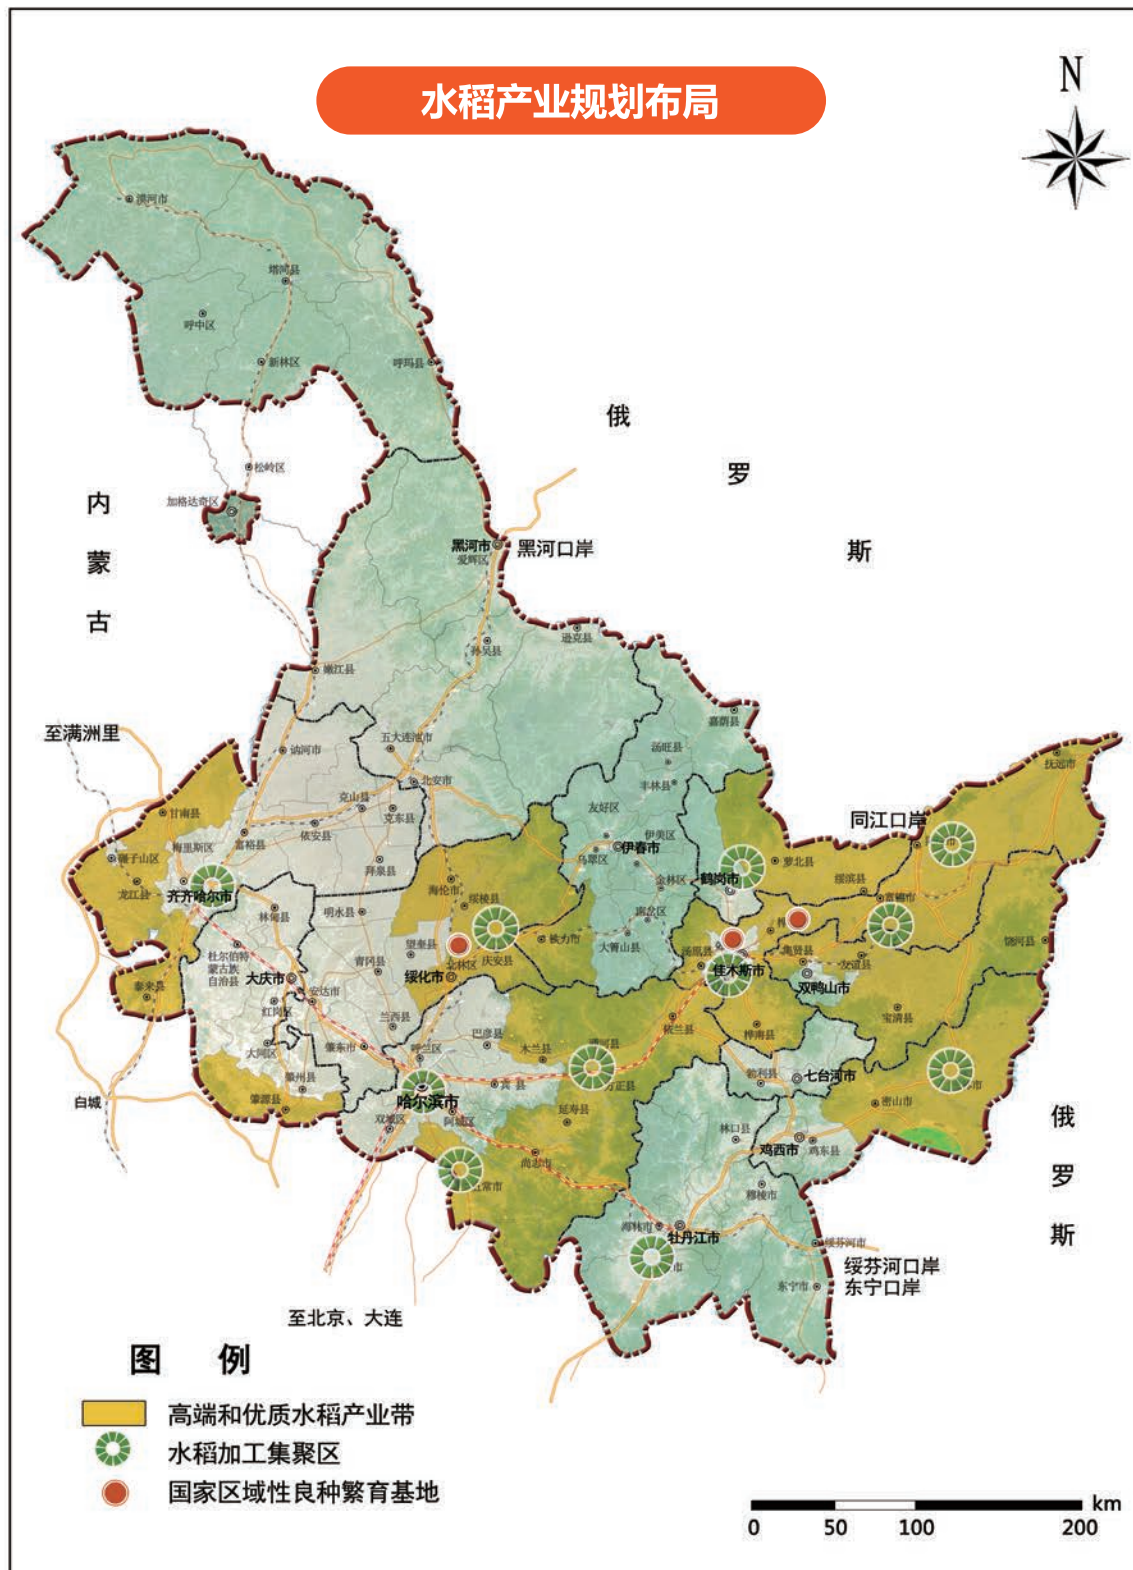 水稻产业规划布局
N
漠河市
塔河县
呼中区
新林区
呼玛县
俄
罗
斯
松岭区
加格达奇区
内
蒙
古
黑河市
爱辉区
黑河口岸
逊克县
孙吴县
嫩江县
嘉荫县
至满洲里
讷河市
五大连池市
汤旺县
抚远市
北安市
丰林县
克山县
克东县
甘南县
友好区
同江口岸
依安县
富裕县
伊美区
伊春市
梅里斯区
碾子山区
乌翠区
萝北县
拜泉县
龙江县
齐齐哈尔市
海伦市
金林区
鹤岗市
绥滨县
富锦市
绥棱县
林甸县
明水县
南岔区
望奎县
铁力市
大箐山县
庆安县
北林区
汤原县
集贤县
友谊县
饶河县
杜尔伯特
蒙古族
自治县
青冈县
绥化市
佳木斯市
双鸭山市
大庆市
泰来县
安达市
红岗区
兰西县
宝清县
依兰县
桦南县
大同区
肇东市
呼兰区
巴彦县
木兰县
通河县
肇州县
宾县
方正县
勃利县
七台河市
白城
肇源县
哈尔滨市
双城区
阿城区
延寿县
密山市
林口县
鸡西市
鸡东县
俄
罗
斯
尚志市
五常市
穆棱市
海林市
牡丹江市
绥芬河市
绥芬河口岸
东宁口岸
东宁市
至北京、大连
图 例
高端和优质水稻产业带
水稻加工集聚区
国家区域性良种繁育基地
km
0 50 100 200